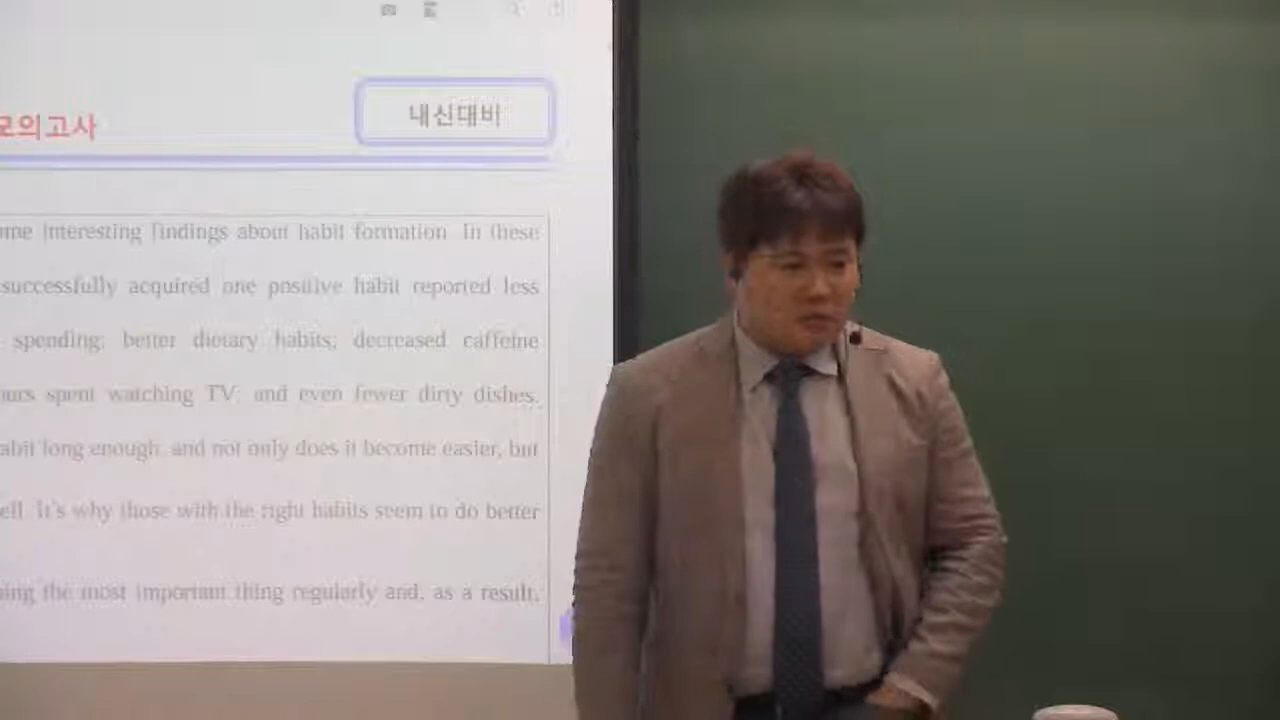 모의고사
내신대비
me interesting findings about habit formation. In these
successfully acquired one positive habit reported less
spending; better dietary habits; decreased caffeine
urs spent watching TV; and even fewer dirty dishes.
abit long enough, and not only does it become easier, but
ell. It's why those with the right habits seem to do better
ing the most important thing regularly and, as a result,